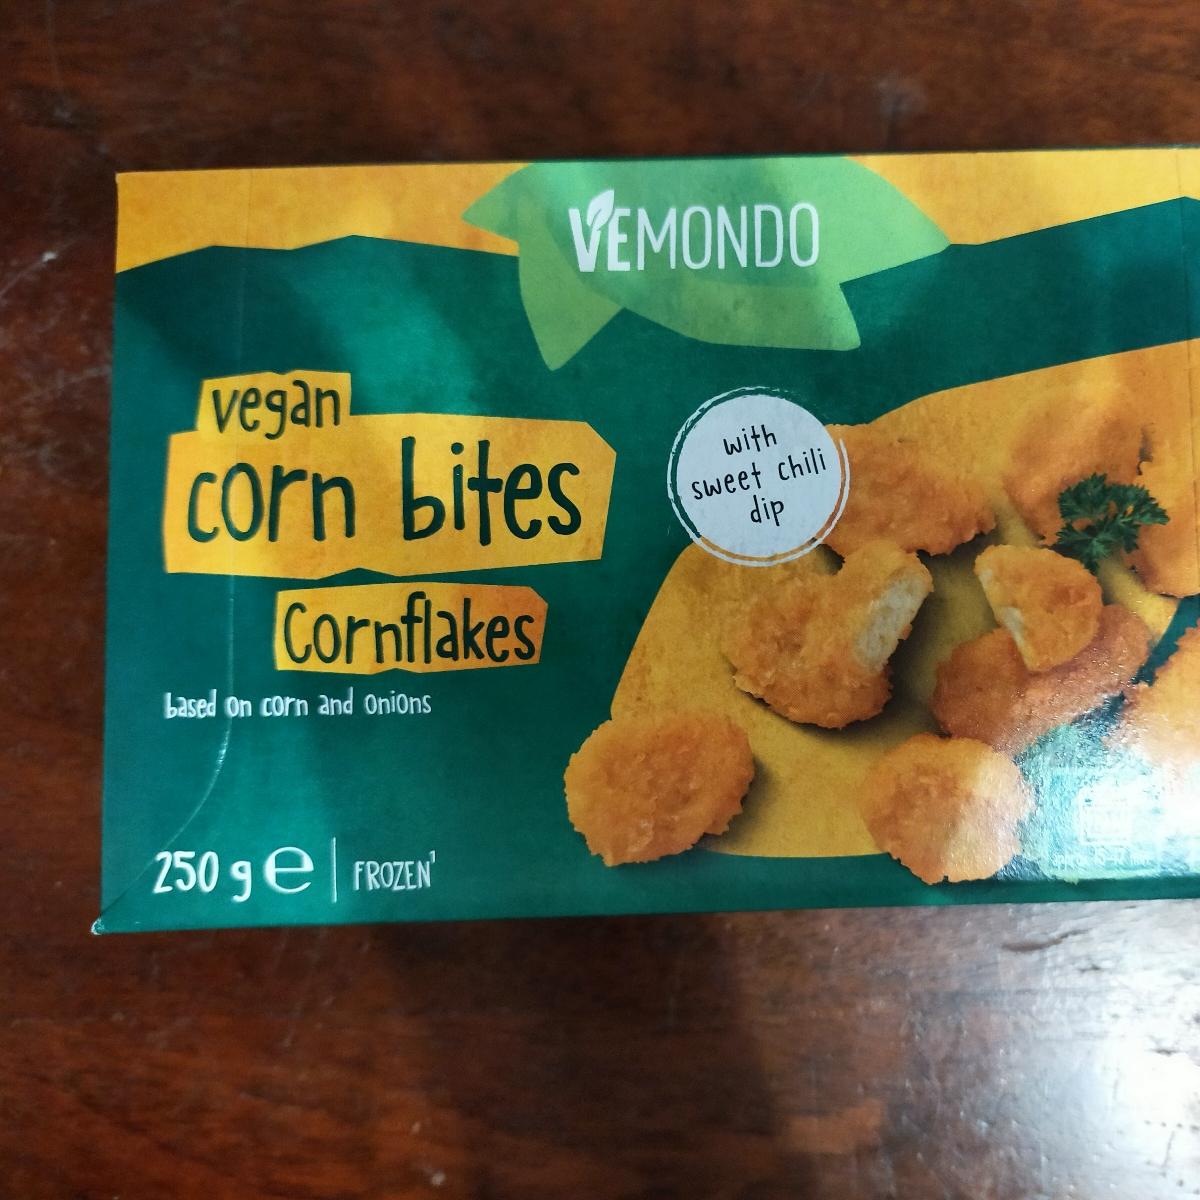 VEMONDO
vegan
corn bites
Cornflakes
based on corn and onions
with
sweet chili
dip
250 g e
FROZEN¹